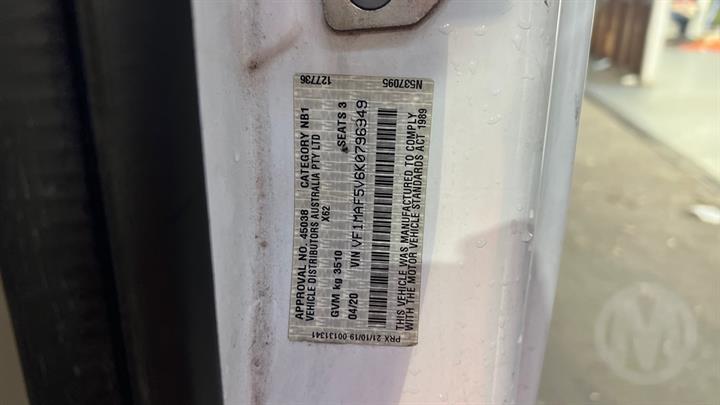 127736 N537095
APPROVAL NO. 45038 CATEGORY NB1
VEHICLE DISTRIBUTORS AUSTRALIA PTY LTD
X62
GVM kg 3510 SEATS 3
04/20 VIN VF1MAF5V6K0796949
THIS VEHICLE WAS MANUFACTURED TO COMPLY
WITH THE MOTOR VEHICLE STANDARDS ACT 1989
PRX 21/10/19 00131341
M